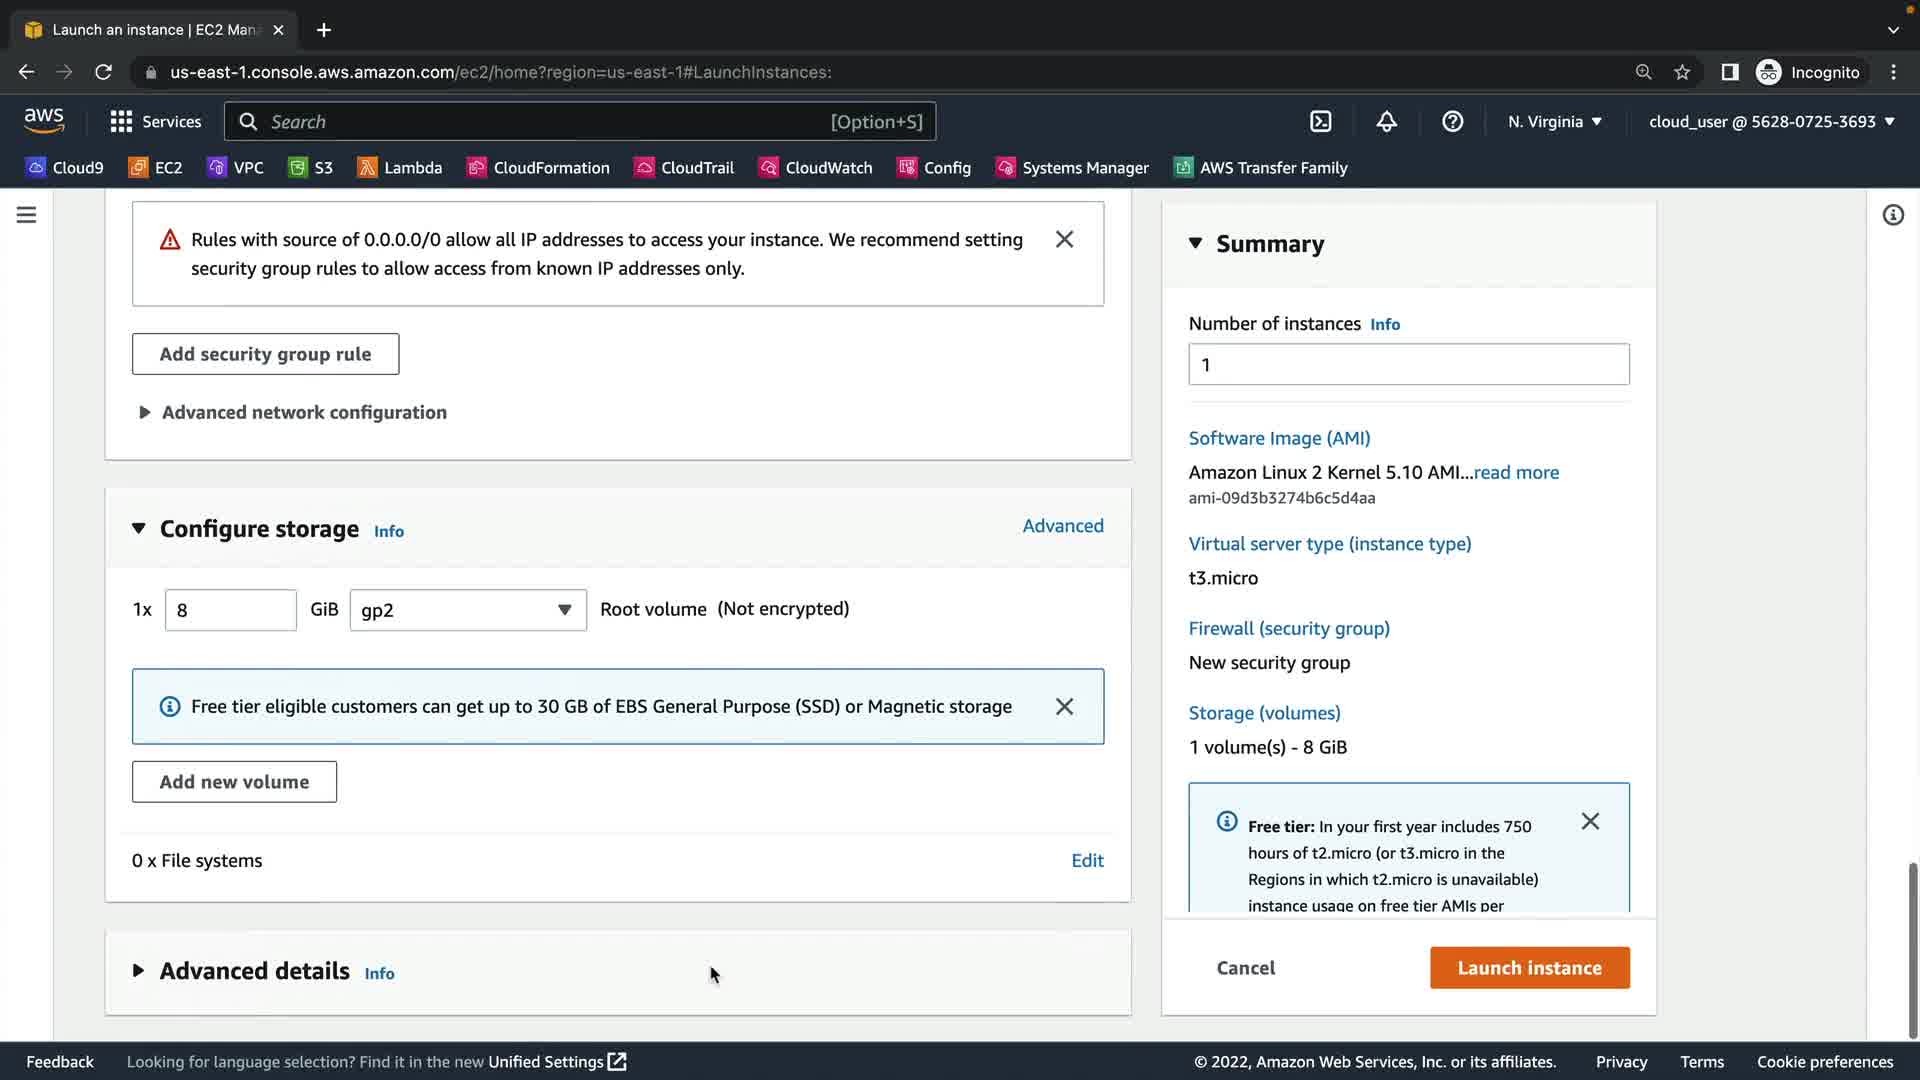 Launch an instance | EC2 Man
us-east-1.console.aws.amazon.com/ec2/home?region=us-east-1#LaunchInstances:
Incognito
aws
Services
Search
[Option+S]
N. Virginia
cloud_user @ 5628-0725-3693
Cloud9
EC2
VPC
S3
Lambda
CloudFormation
CloudTrail
CloudWatch
Config
Systems Manager
AWS Transfer Family
Rules with source of 0.0.0.0/0 allow all IP addresses to access your instance. We recommend setting
security group rules to allow access from known IP addresses only.
Add security group rule
Advanced network configuration
Configure storage Info
Advanced
1x 8 GiB gp2 Root volume (Not encrypted)
Free tier eligible customers can get up to 30 GB of EBS General Purpose (SSD) or Magnetic storage
Add new volume
0 x File systems
Edit
Advanced details Info
Summary
Number of instances Info
1
Software Image (AMI)
Amazon Linux 2 Kernel 5.10 AMI...read more
ami-09d3b3274b6c5d4aa
Virtual server type (instance type)
t3.micro
Firewall (security group)
New security group
Storage (volumes)
1 volume(s) - 8 GiB
Free tier: In your first year includes 750
hours of t2.micro (or t3.micro in the
Regions in which t2.micro is unavailable)
instance usage on free tier AMIs per
Cancel
Launch instance
Feedback
Looking for language selection? Find it in the new Unified Settings
© 2022, Amazon Web Services, Inc. or its affiliates.
Privacy
Terms
Cookie preferences